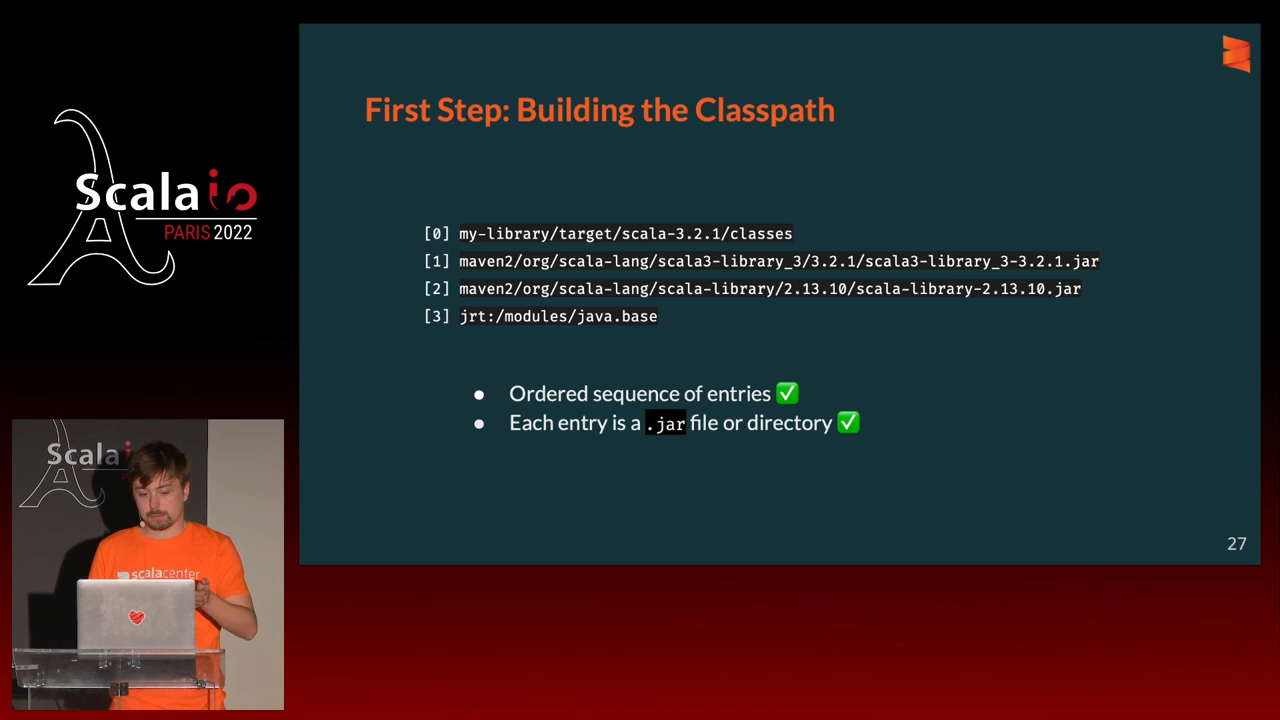 Scala io
PARIS 2022
First Step: Building the Classpath
[0] my-library/target/scala-3.2.1/classes
[1] maven2/org/scala-lang/scala3-library_3/3.2.1/scala3-library_3-3.2.1.jar
[2] maven2/org/scala-lang/scala-library/2.13.10/scala-library-2.13.10.jar
[3] jrt:/modules/java.base
● Ordered sequence of entries ✅
● Each entry is a .jar file or directory ✅
27
Scala i
scalacenter